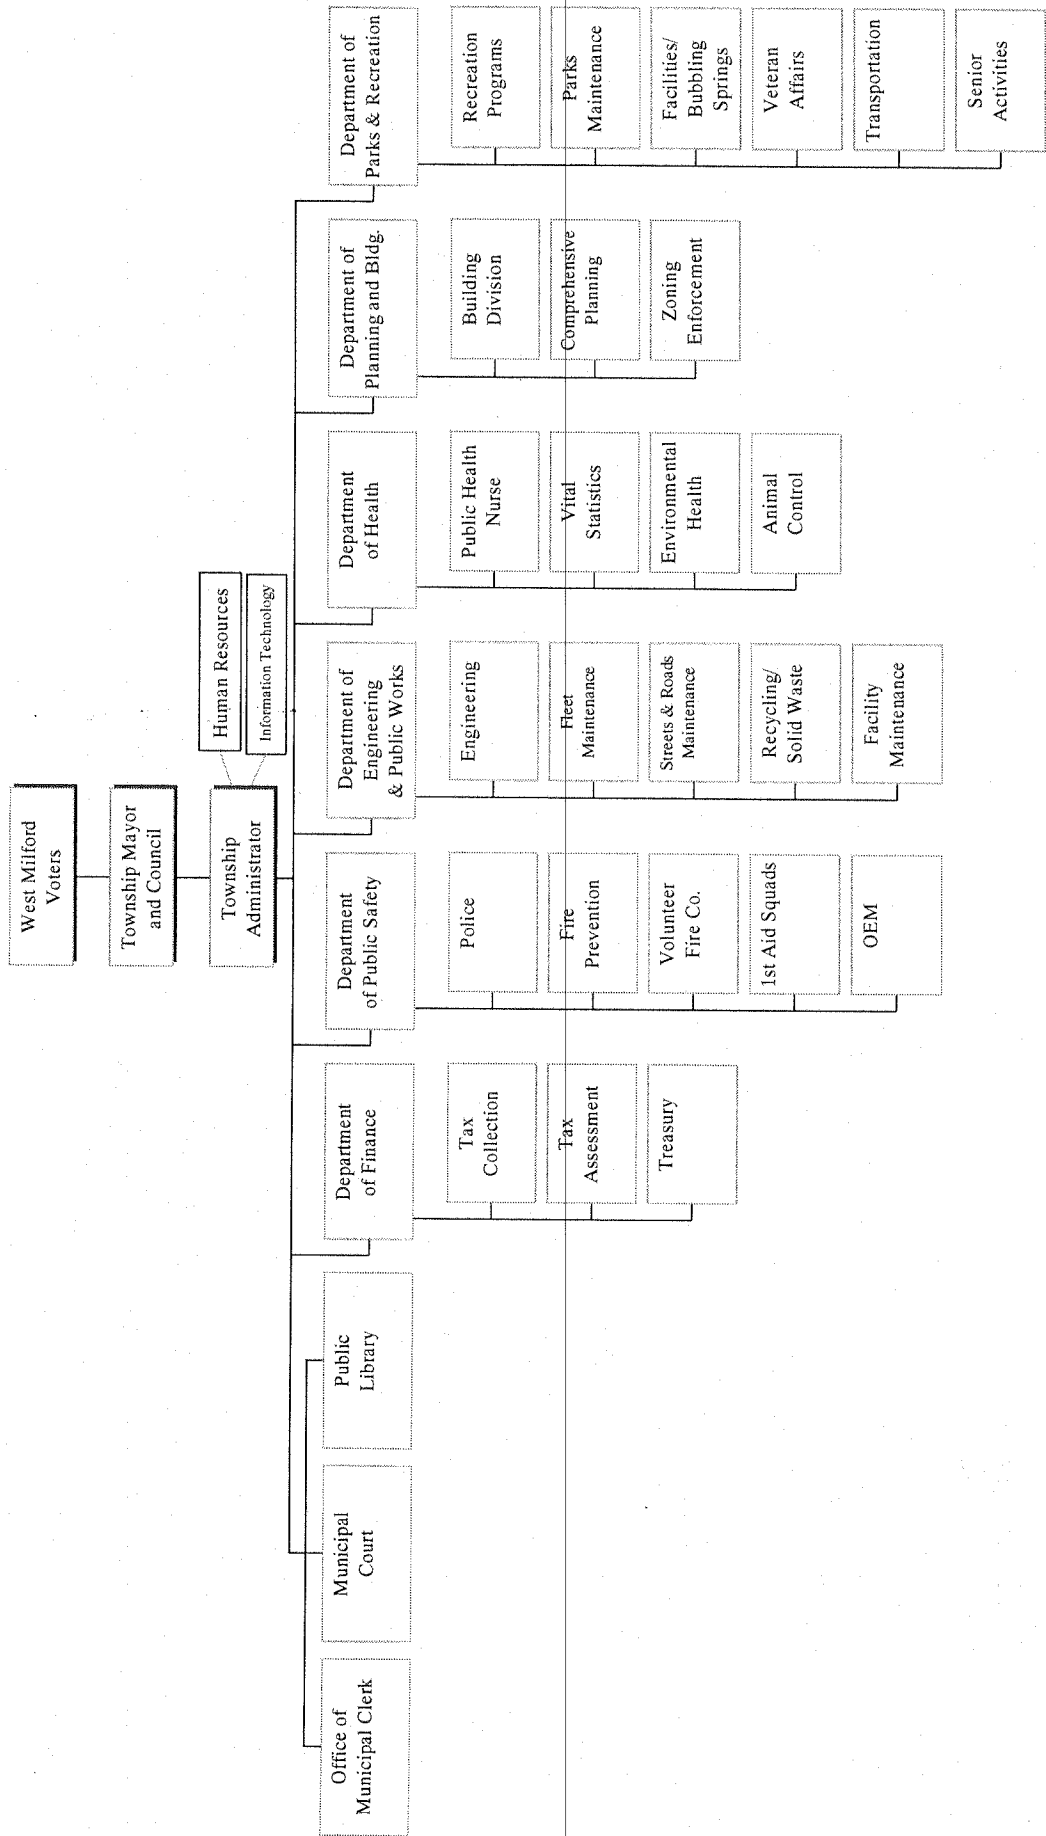 West Milford
Voters
Township Mayor
and Council
Township
Administrator
Human Resources
Information Technology
Office of
Municipal Clerk
Municipal
Court
Public
Library
Department
of Finance
Tax
Collection
Tax
Assessment
Treasury
Department
of Public Safety
Police
Fire
Prevention
Volunteer
Fire Co.
1st Aid Squads
OEM
Department of
Engineering
& Public Works
Engineering
Fleet
Maintenance
Streets & Roads
Maintenance
Recycling/
Solid Waste
Facility
Maintenance
Department
of Health
Public Health
Nurse
Vital
Statistics
Environmental
Health
Animal
Control
Department of
Planning and Bldg.
Building
Division
Comprehensive
Planning
Zoning
Enforcement
Department of
Parks & Recreation
Recreation
Programs
Parks
Maintenance
Facilities/
Bubbling
Springs
Veteran
Affairs
Transportation
Senior
Activities